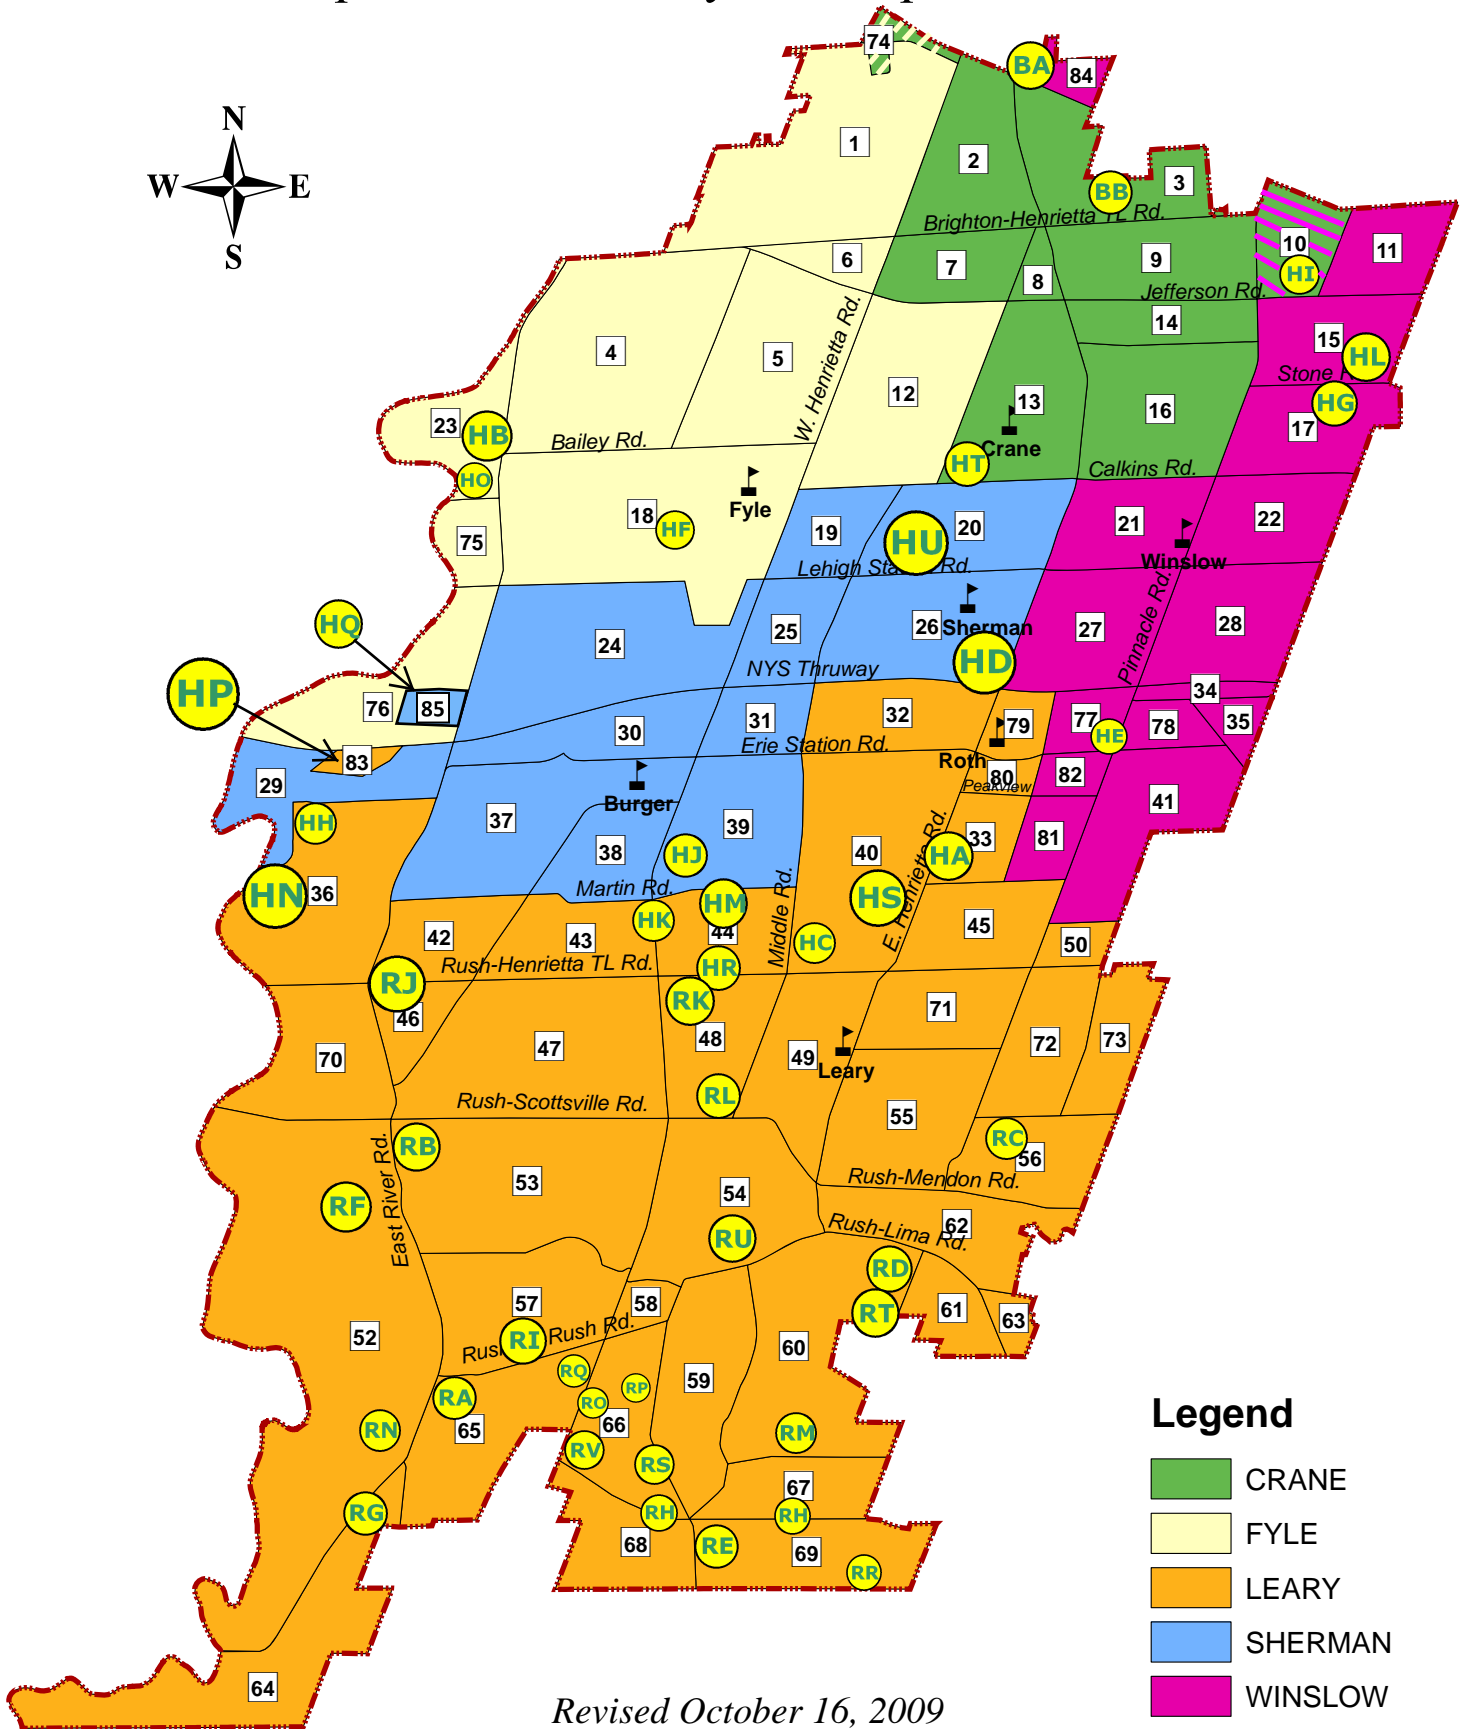 74
BA
84
N
W E
S
1
2
3
BB
Brighton-Henrietta TL Rd.
10
11
6
7
8
9
HI
Jefferson Rd.
14
15
HL
4
5
W. Henrietta Rd.
12
13
16
Stone
HG
17
23
HB
Bailey Rd.
Crane
HT
Calkins Rd.
HO
Fyle
18
HF
19
HU
20
21
22
75
Winslow
Lehigh Sta Rd.
HQ
24
25
26
Sherman
27
28
Pinnacle Rd.
HD
NYS Thruway
HP
76
85
34
30
31
32
79
77
78
35
HE
Erie Station Rd.
83
29
Roth
80
82
Peakview
Burger
41
HH
37
39
E. Henrietta Rd.
33
81
38
HJ
40
HA
HN
36
Martin Rd.
HM
HS
Middle Rd.
HK
42
43
44
HC
45
50
Rush-Henrietta TL Rd.
HR
RJ
RK
46
71
70
47
48
49
Leary
72
73
RL
Rush-Scottsville Rd.
55
RB
East River Rd.
RC
56
53
54
Rush-Mendon Rd.
RF
62
RU
Rush-Lima Rd.
RD
57
58
RT
61
63
52
RI
Rush Rd.
60
RQ
59
RA
RP
RO
RN
65
66
RM
RV
RS
67
RG
RH
RH
68
RE
69
RR
64
Legend
CRANE
FYLE
LEARY
SHERMAN
WINSLOW
Revised October 16, 2009